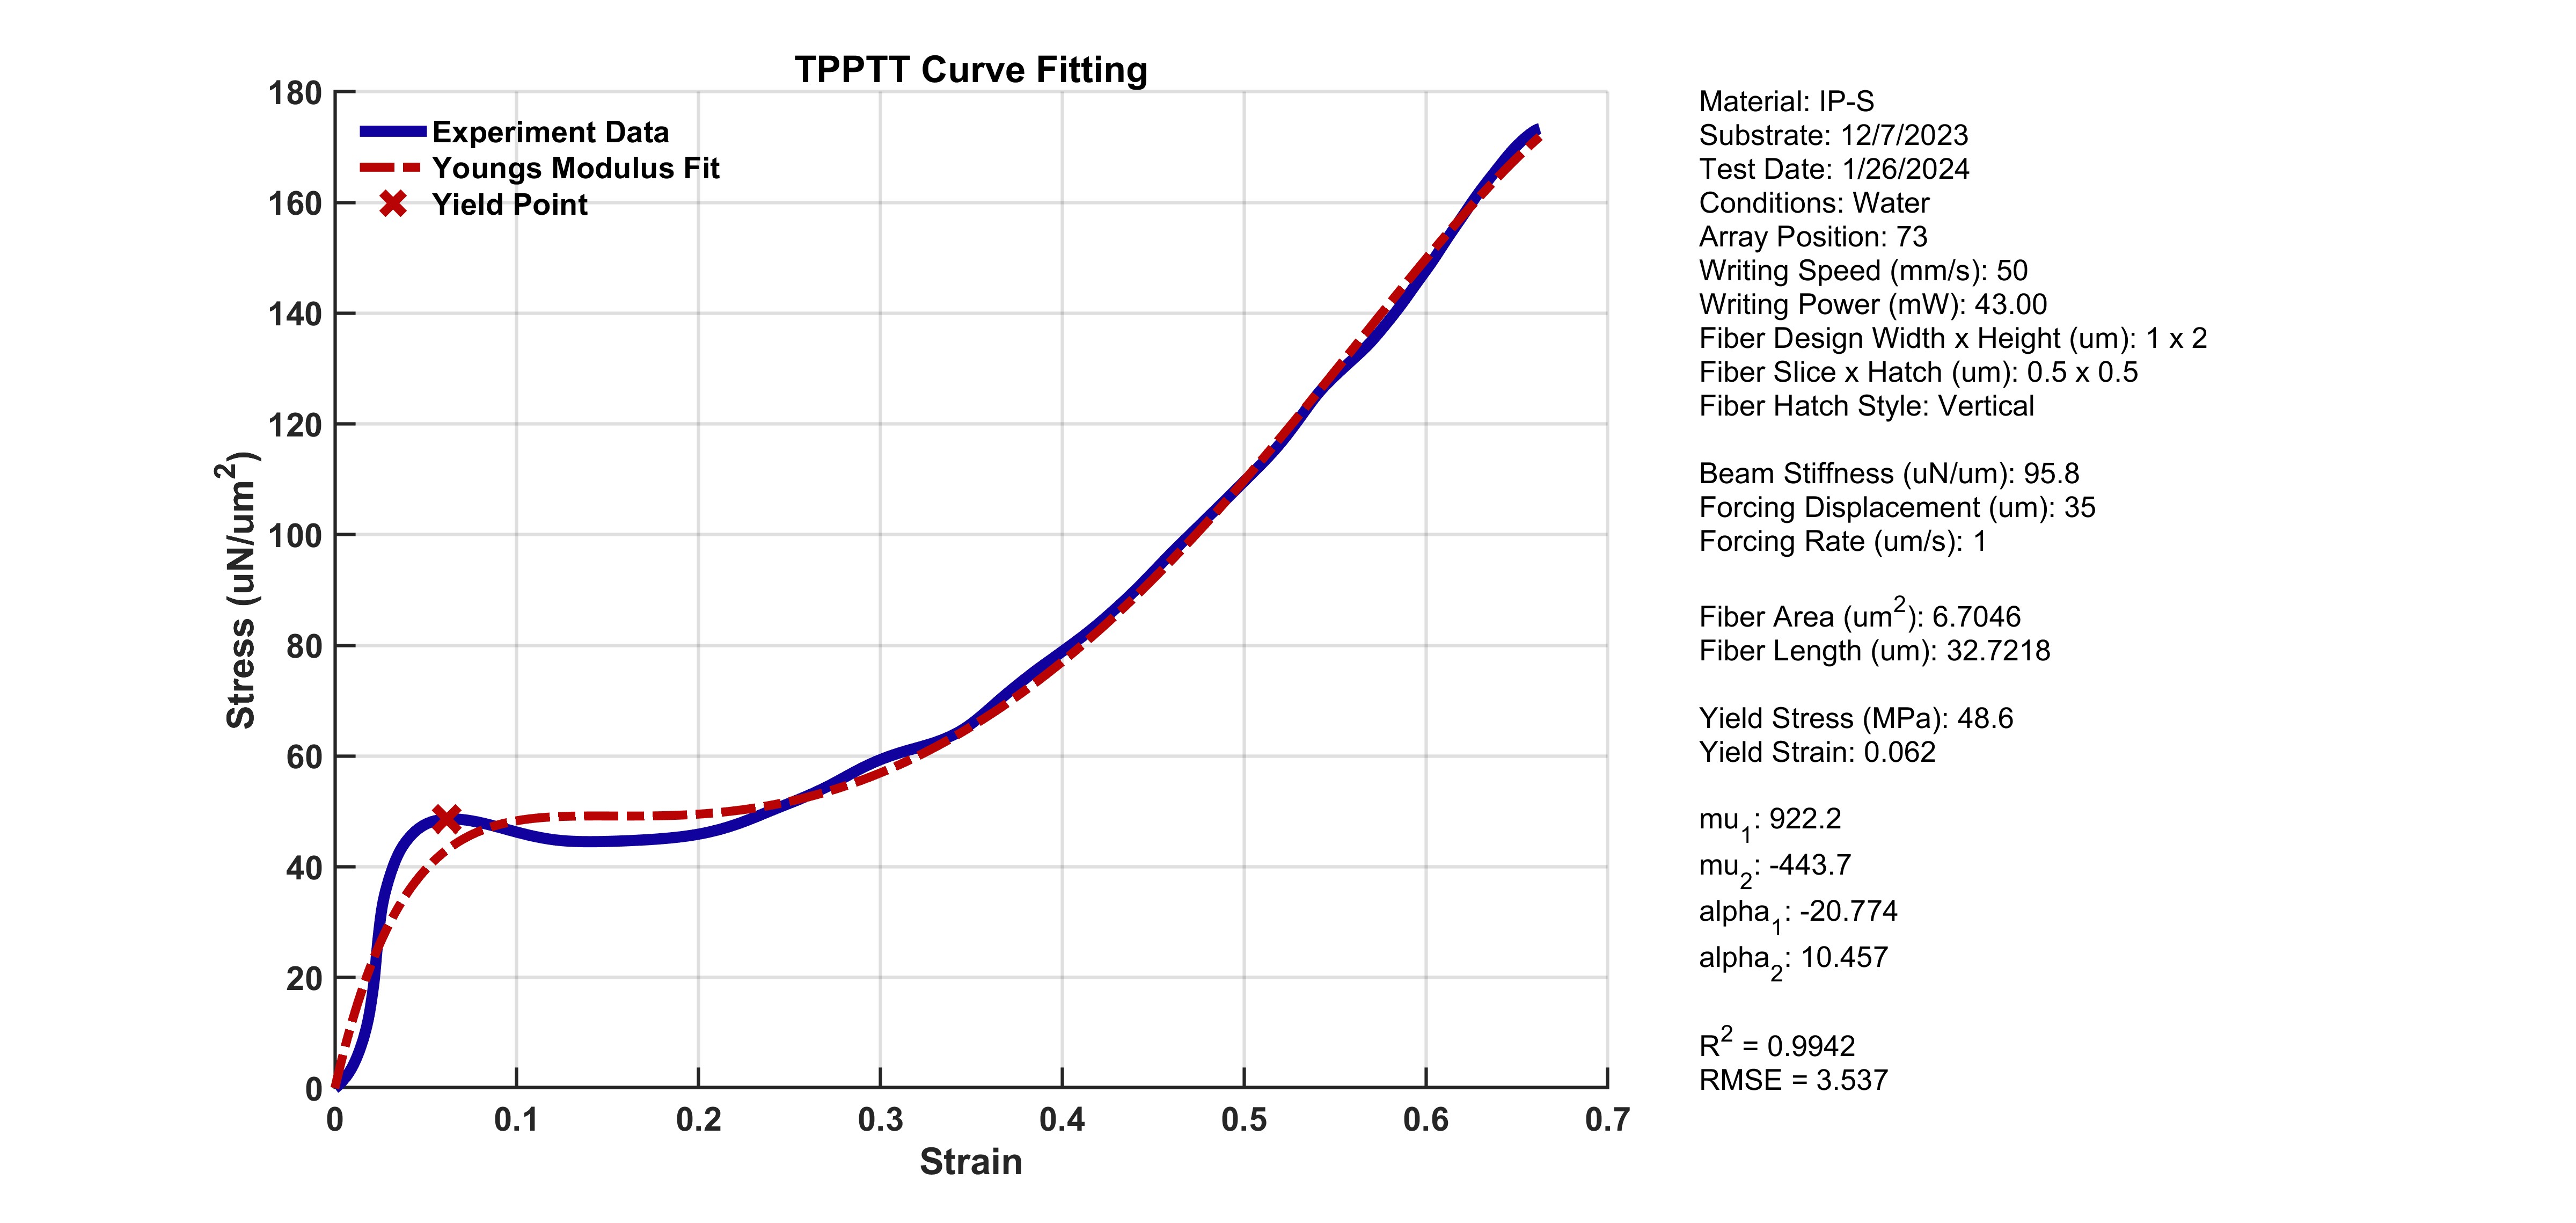 TPPTT Curve Fitting
180
160
140
120
100
80
60
40
20
0
Stress (uN/um²)
Experiment Data
Youngs Modulus Fit
Yield Point
0 0.1 0.2 0.3 0.4 0.5 0.6 0.7
Strain
Material: IP-S
Substrate: 12/7/2023
Test Date: 1/26/2024
Conditions: Water
Array Position: 73
Writing Speed (mm/s): 50
Writing Power (mW): 43.00
Fiber Design Width x Height (um): 1 x 2
Fiber Slice x Hatch (um): 0.5 x 0.5
Fiber Hatch Style: Vertical
Beam Stiffness (uN/um): 95.8
Forcing Displacement (um): 35
Forcing Rate (um/s): 1
Fiber Area (um²): 6.7046
Fiber Length (um): 32.7218
Yield Stress (MPa): 48.6
Yield Strain: 0.062
mu₁: 922.2
mu₂: -443.7
alpha₁: -20.774
alpha₂: 10.457
R² = 0.9942
RMSE = 3.537